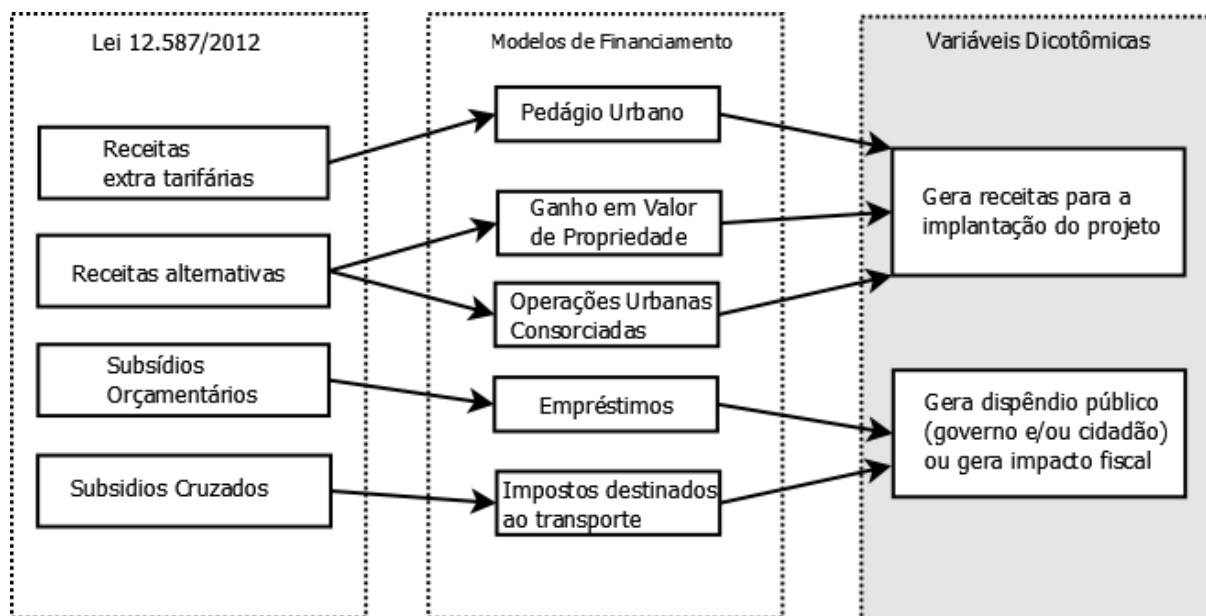 Lei 12.587/2012
Receitas
extra tarifárias
Receitas alternativas
Subsídios
Orçamentários
Subsidios Cruzados
Modelos de Financiamento
Pedágio Urbano
Ganho em Valor
de Propriedade
Operações Urbanas
Consorciadas
Empréstimos
Impostos destinados
ao transporte
Variáveis Dicotômicas
Gera receitas para a
implantação do projeto
Gera dispêndio público
(governo e/ou cidadão)
ou gera impacto fiscal